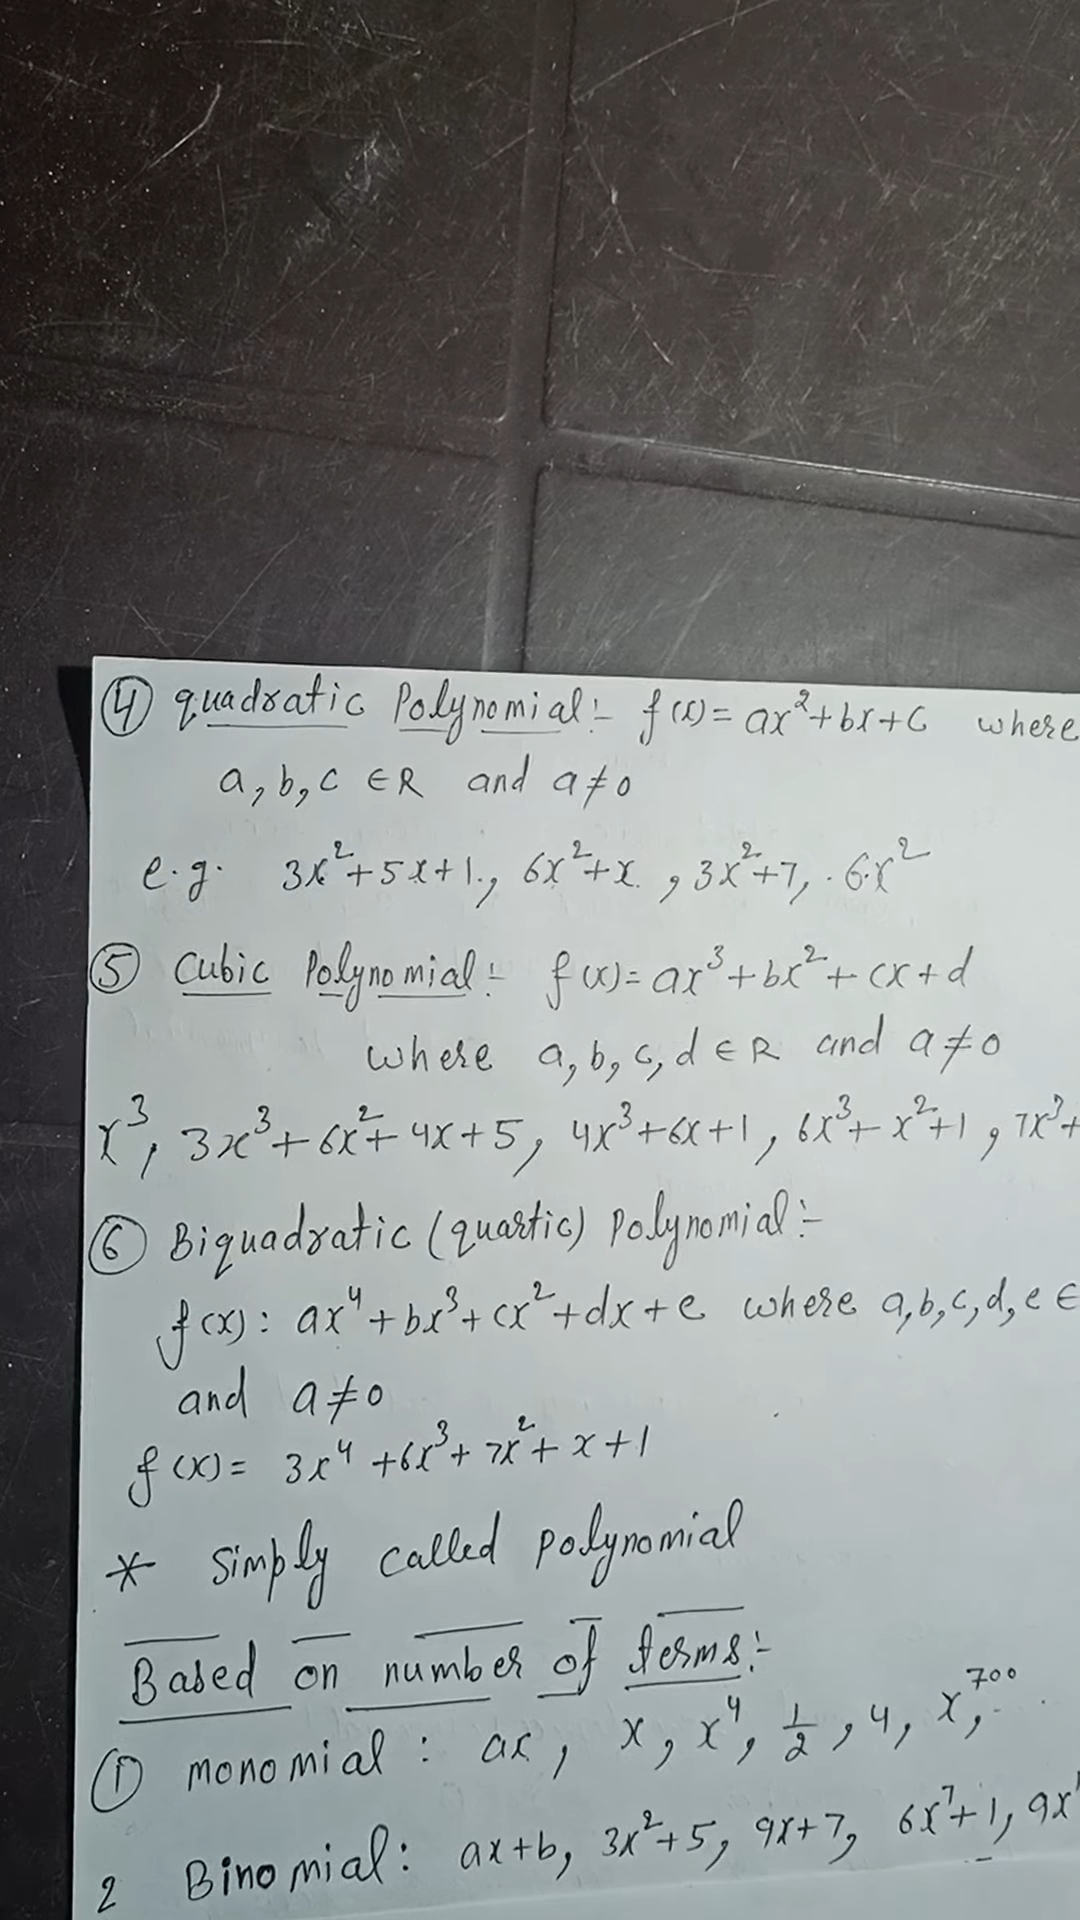 ④ quadratic Polynomial:- f(x) = ax²+bx+c where
a, b, c ∈ R and a ≠ 0
e.g. 3x²+5x+1, 6x²+x, 3x²+7, 6x²
⑤ Cubic Polynomial:- f(x) = ax³+bx²+cx+d
where a, b, c, d ∈ R and a ≠ 0
x³, 3x³+6x²+4x+5, 4x³+6x+1, 6x³+x²+1, 7x³+
⑥ Biquadratic (quartic) Polynomial:-
f(x): ax⁴+bx³+cx²+dx+e where a, b, c, d, e ∈
and a ≠ 0
f(x) = 3x⁴+6x³+7x²+x+1
* Simply called polynomial
Based on number of terms:-
① monomial: ax, x, x⁴, 1/2, 4, x⁷⁰⁰,
2 Binomial: ax+b, 3x²+5, 9x+7, 6x⁷+1, 9x